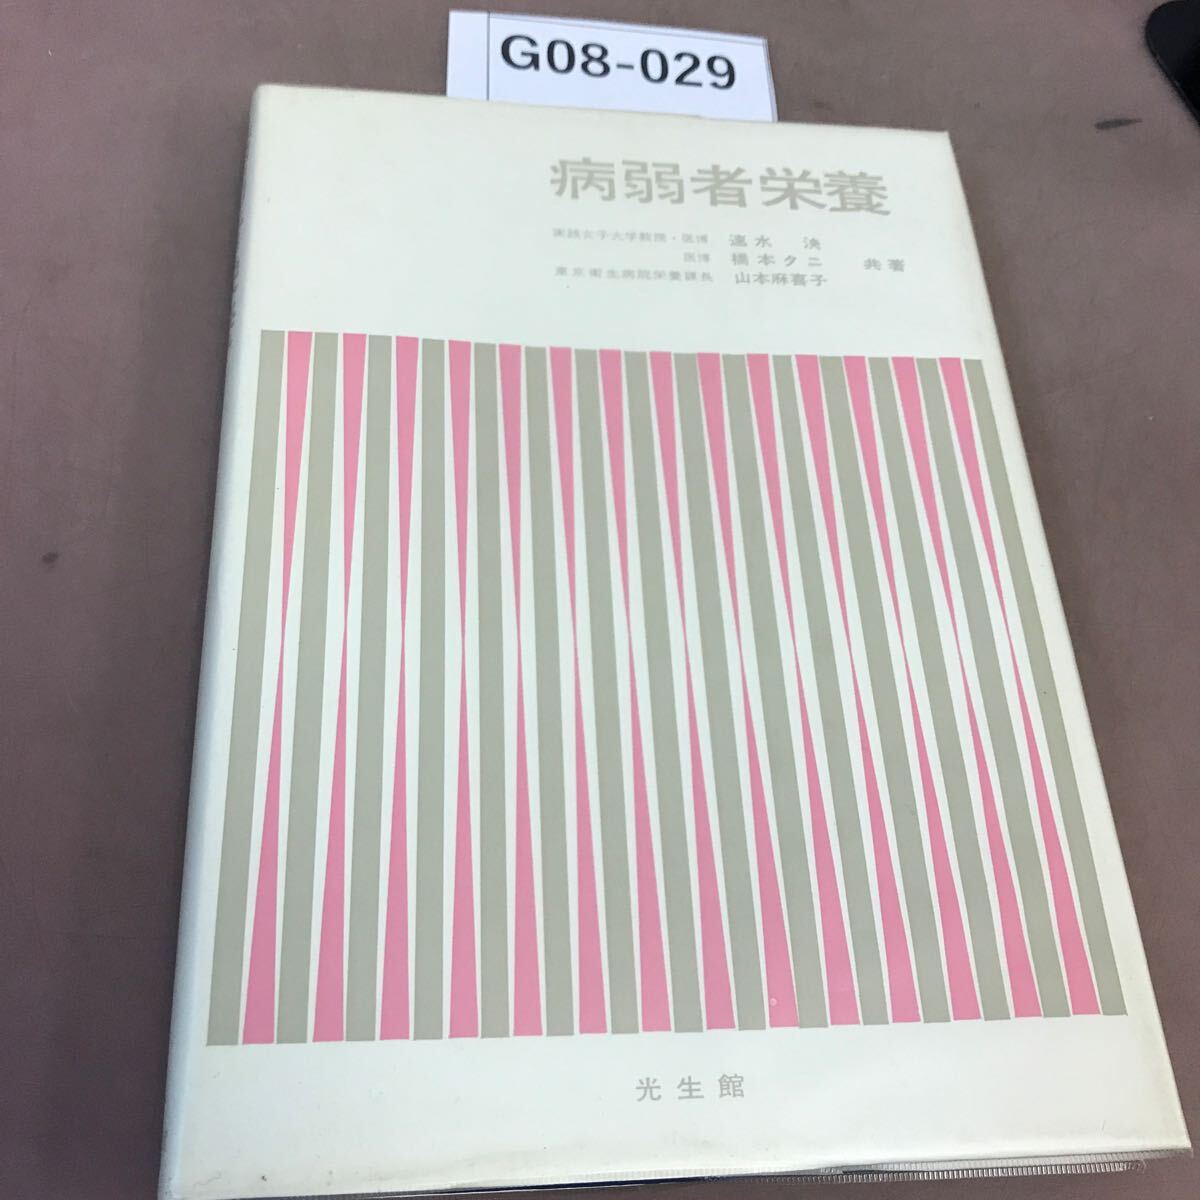 G08-029
病弱者栄養
実践女子大学教授・医博 速水 泱
医博 橋本夕ニ 共著
東京衛生病院栄養課長 山本麻喜子
光生館